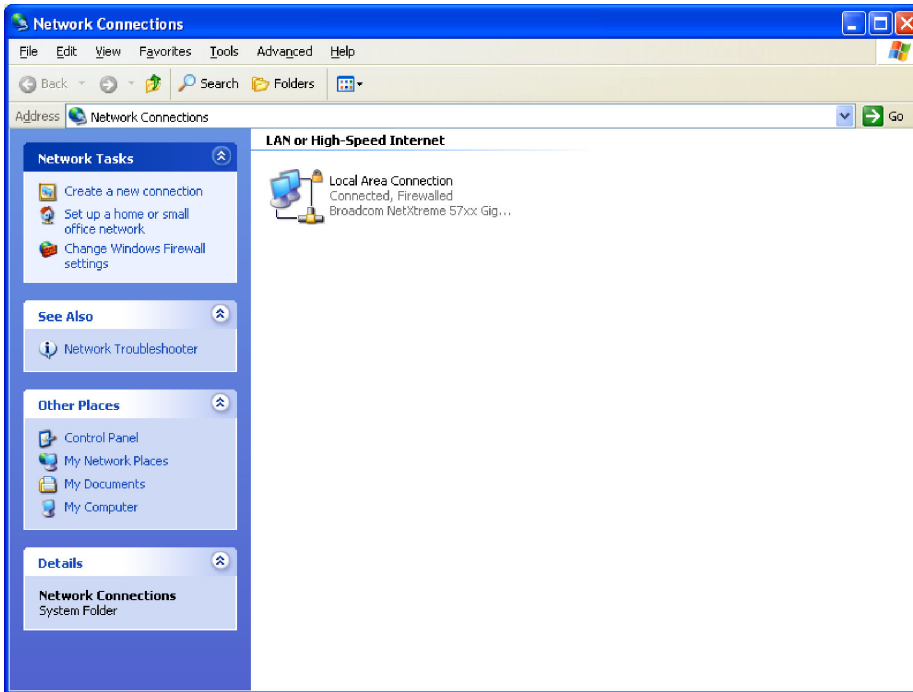 Network Connections
File Edit View Favorites Tools Advanced Help
Back Search Folders
Address Network Connections Go
Network Tasks
Create a new connection
Set up a home or small
office network
Change Windows Firewall
settings
See Also
Network Troubleshooter
Other Places
Control Panel
My Network Places
My Documents
My Computer
Details
Network Connections
System Folder
LAN or High-Speed Internet
Local Area Connection
Connected, Firewalled
Broadcom NetXtreme 57xx Gig...